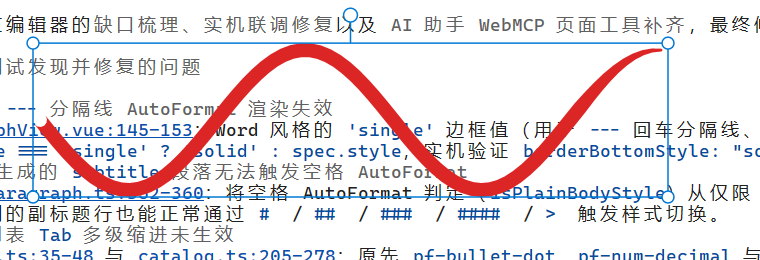 编辑器的缺口梳理、实机联调修复以及 AI 助手 WebMCP 页面工具补齐，最终
试发现并修复的问题
--- 分隔线 AutoFormat 渲染失效
phView.vue:145-153: Word 风格的 'single' 边框值（用 --- 回车分隔线、
e === 'single' ? 'solid' : spec.style，实机验证 borderBottomStyle: "so
生成的 subtitle 段落无法触发空格 AutoFormat
aragraph.ts:352-360: 将空格 AutoFormat 判定（isPlainBodyStyle）从仅限
的副标题行也能正常通过 # / ## / ### / #### / > 触发样式切换。
表 Tab 多级缩进未生效
.ts:35-48 与 catalog.ts:205-278: 原先 pf-bullet-dot、pf-num-decimal 与